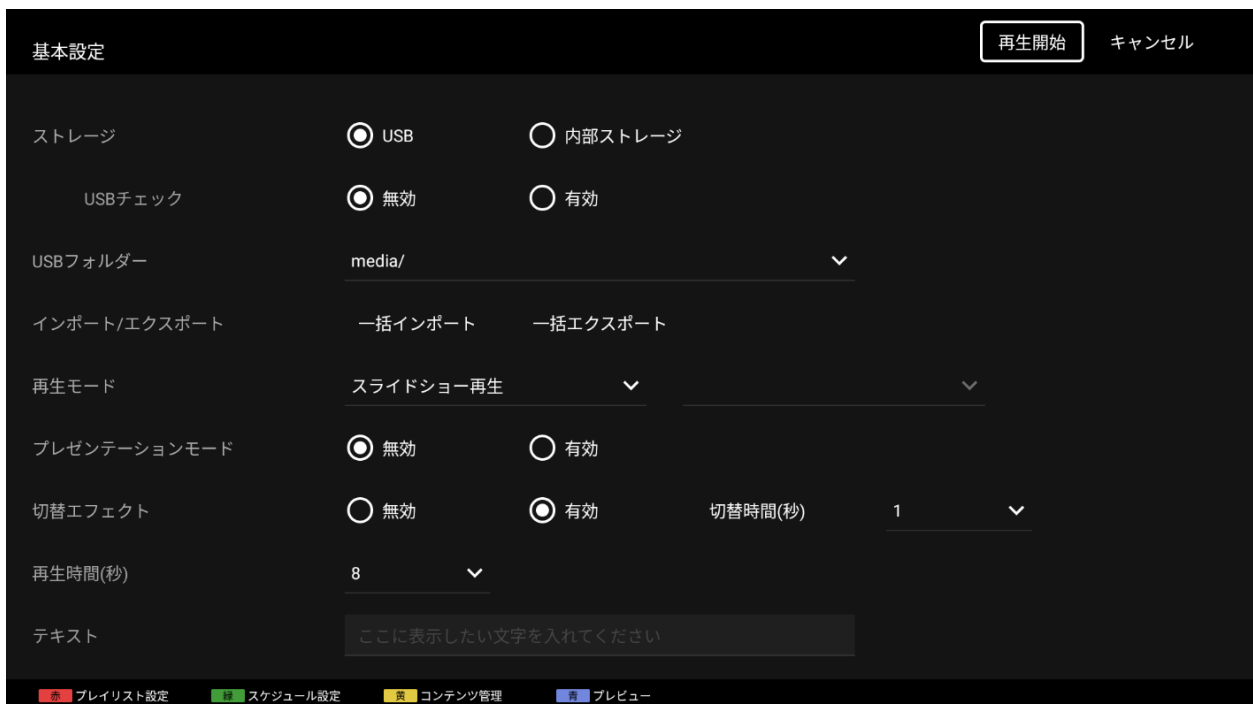 基本設定 再生開始 キャンセル
ストレージ USB 内部ストレージ
USBチェック 無効 有効
USBフォルダー media/
インポート/エクスポート 一括インポート 一括エクスポート
再生モード スライドショー再生
プレゼンテーションモード 無効 有効
切替エフェクト 無効 有効 切替時間(秒) 1
再生時間(秒) 8
テキスト ここに表示したい文字を入れてください
赤 プレイリスト設定 緑 スケジュール設定 黄 コンテンツ管理 青 プレビュー